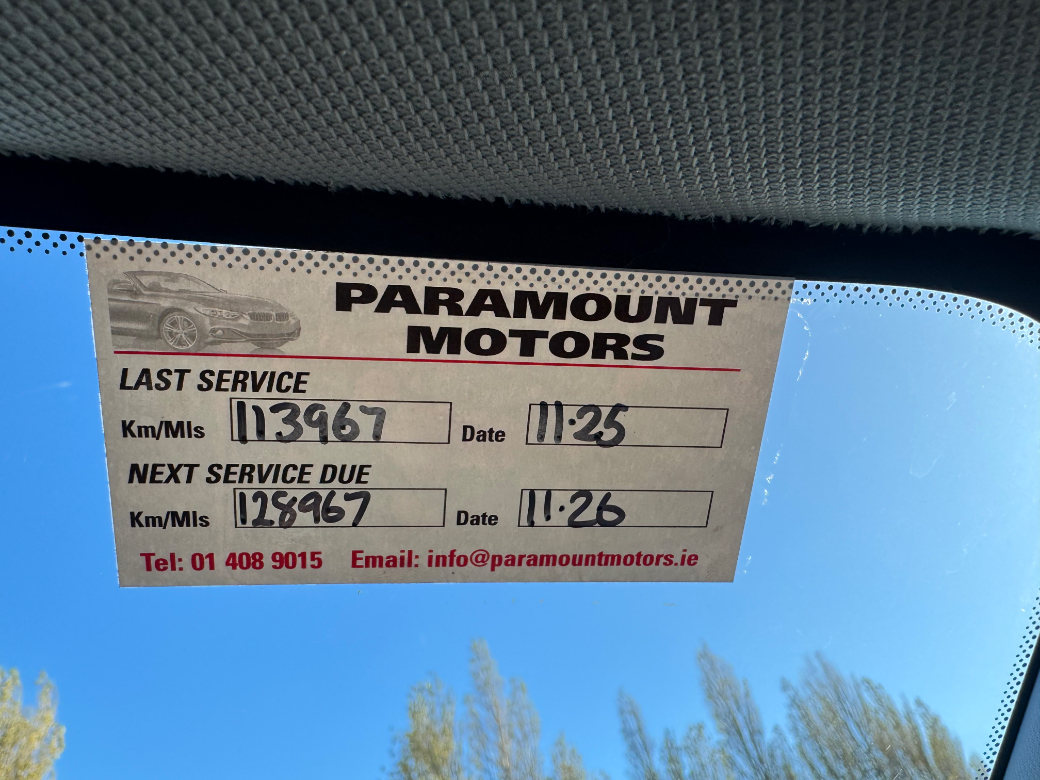 PARAMOUNT
MOTORS
LAST SERVICE
Km/Mls 113967 Date 11.25
NEXT SERVICE DUE
Km/Mls 128967 Date 11.26
Tel: 01 408 9015 Email: info@paramountmotors.ie